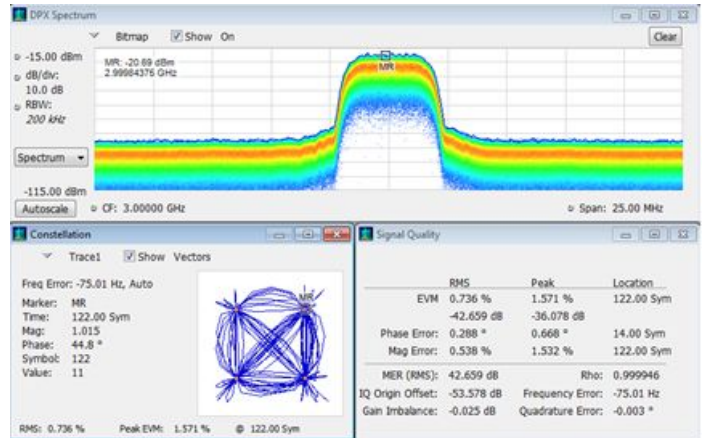 DPX Spectrum
Bitmap Show On Clear
-15.00 dBm
MR: -20.69 dBm
2.99984376 GHz
MR
dB/div:
10.0 dB
RBW:
200 kHz
Spectrum
-115.00 dBm
Autoscale CF: 3.00000 GHz Span: 25.00 MHz
Constellation
Trace1 Show Vectors
Freq Error: -75.01 Hz, Auto
Marker: MR
Time: 122.00 Sym
Mag: 1.015
Phase: 44.8 °
Symbol: 122
Value: 11
MR
RMS: 0.736 % Peak EVM: 1.571 % @ 122.00 Sym
Signal Quality
RMS Peak Location
EVM 0.736 % 1.571 % 122.00 Sym
-42.659 dB -36.078 dB
Phase Error: 0.288 ° 0.668 ° 14.00 Sym
Mag Error: 0.538 % 1.532 % 122.00 Sym
MER (RMS): 42.659 dB Rho: 0.999946
IQ Origin Offset: -53.578 dB Frequency Error: -75.01 Hz
Gain Imbalance: -0.025 dB Quadrature Error: -0.003 °